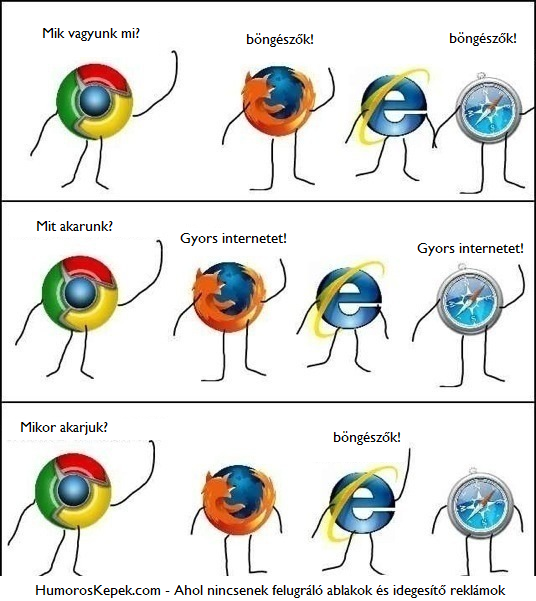 Mik vagyunk mi?
böngészők!
böngészők!
Mit akarunk?
Gyors internetet!
Gyors internetet!
Mikor akarjuk?
böngészők!
HumorosKepek.com - Ahol nincsenek felugráló ablakok és idegesítő reklámok